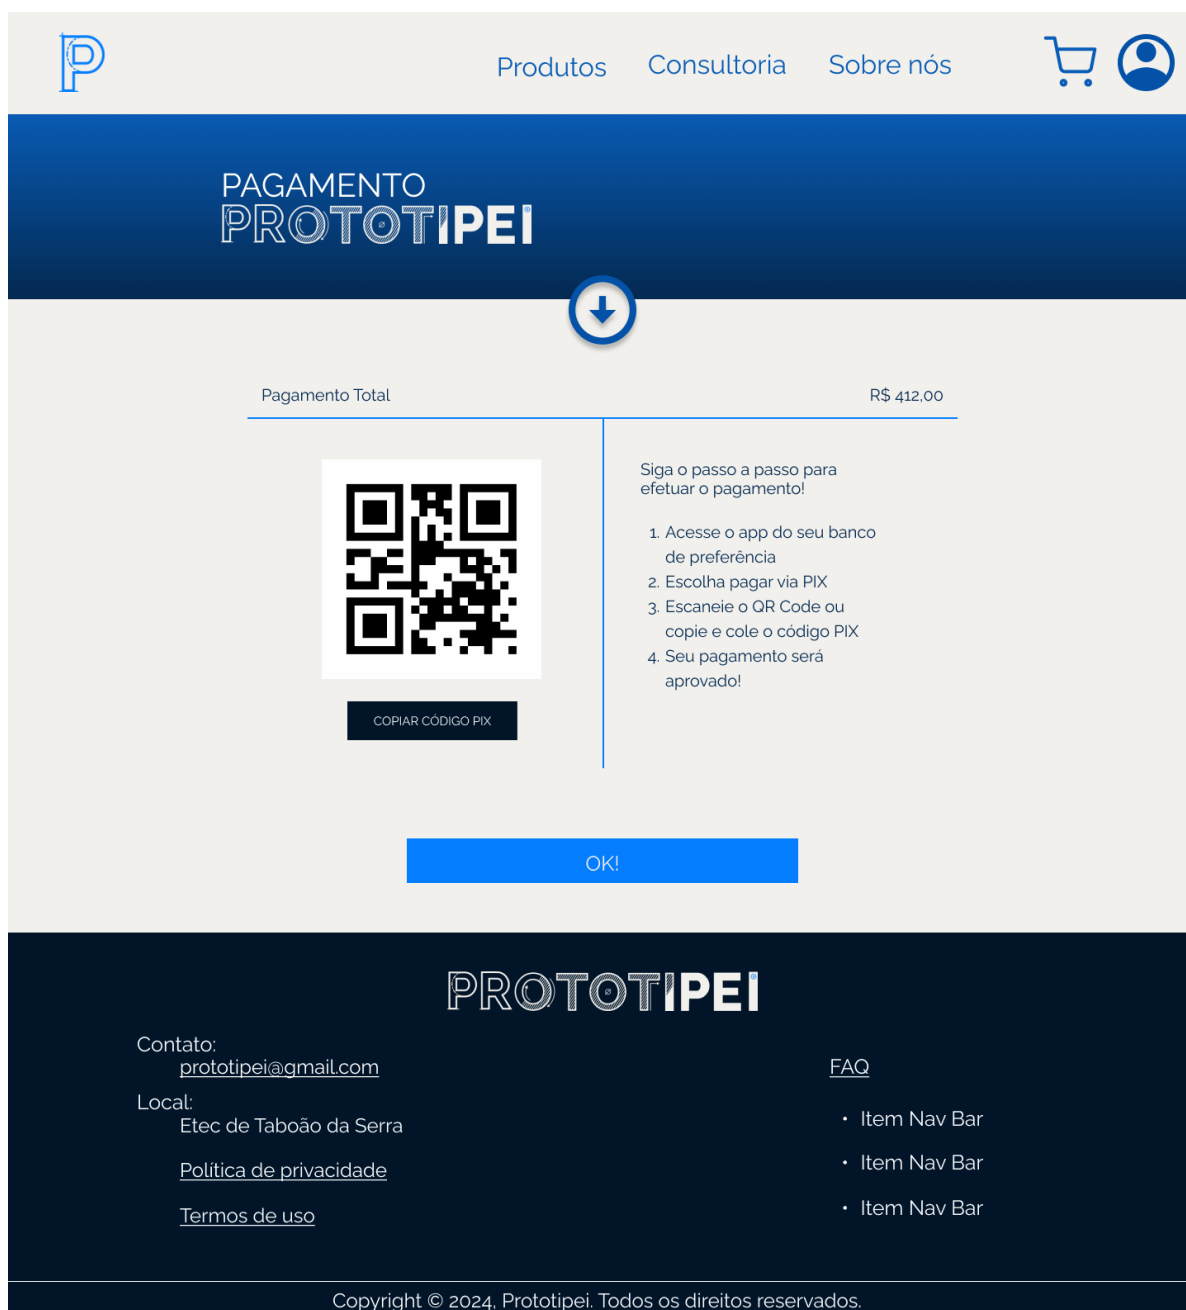 P
Produtos Consultoria Sobre nós
PAGAMENTO
PROTOTIPEI
Pagamento Total R$ 412,00
Siga o passo a passo para
efetuar o pagamento!
1. Acesse o app do seu banco
de preferência
2. Escolha pagar via PIX
3. Escaneie o QR Code ou
copie e cole o código PIX
4. Seu pagamento será
aprovado!
COPIAR CÓDIGO PIX
OK!
PROTOTIPEI
Contato:
prototipei@gmail.com
Local:
Etec de Taboão da Serra
Política de privacidade
Termos de uso
FAQ
• Item Nav Bar
• Item Nav Bar
• Item Nav Bar
Copyright © 2024, Prototipei. Todos os direitos reservados.